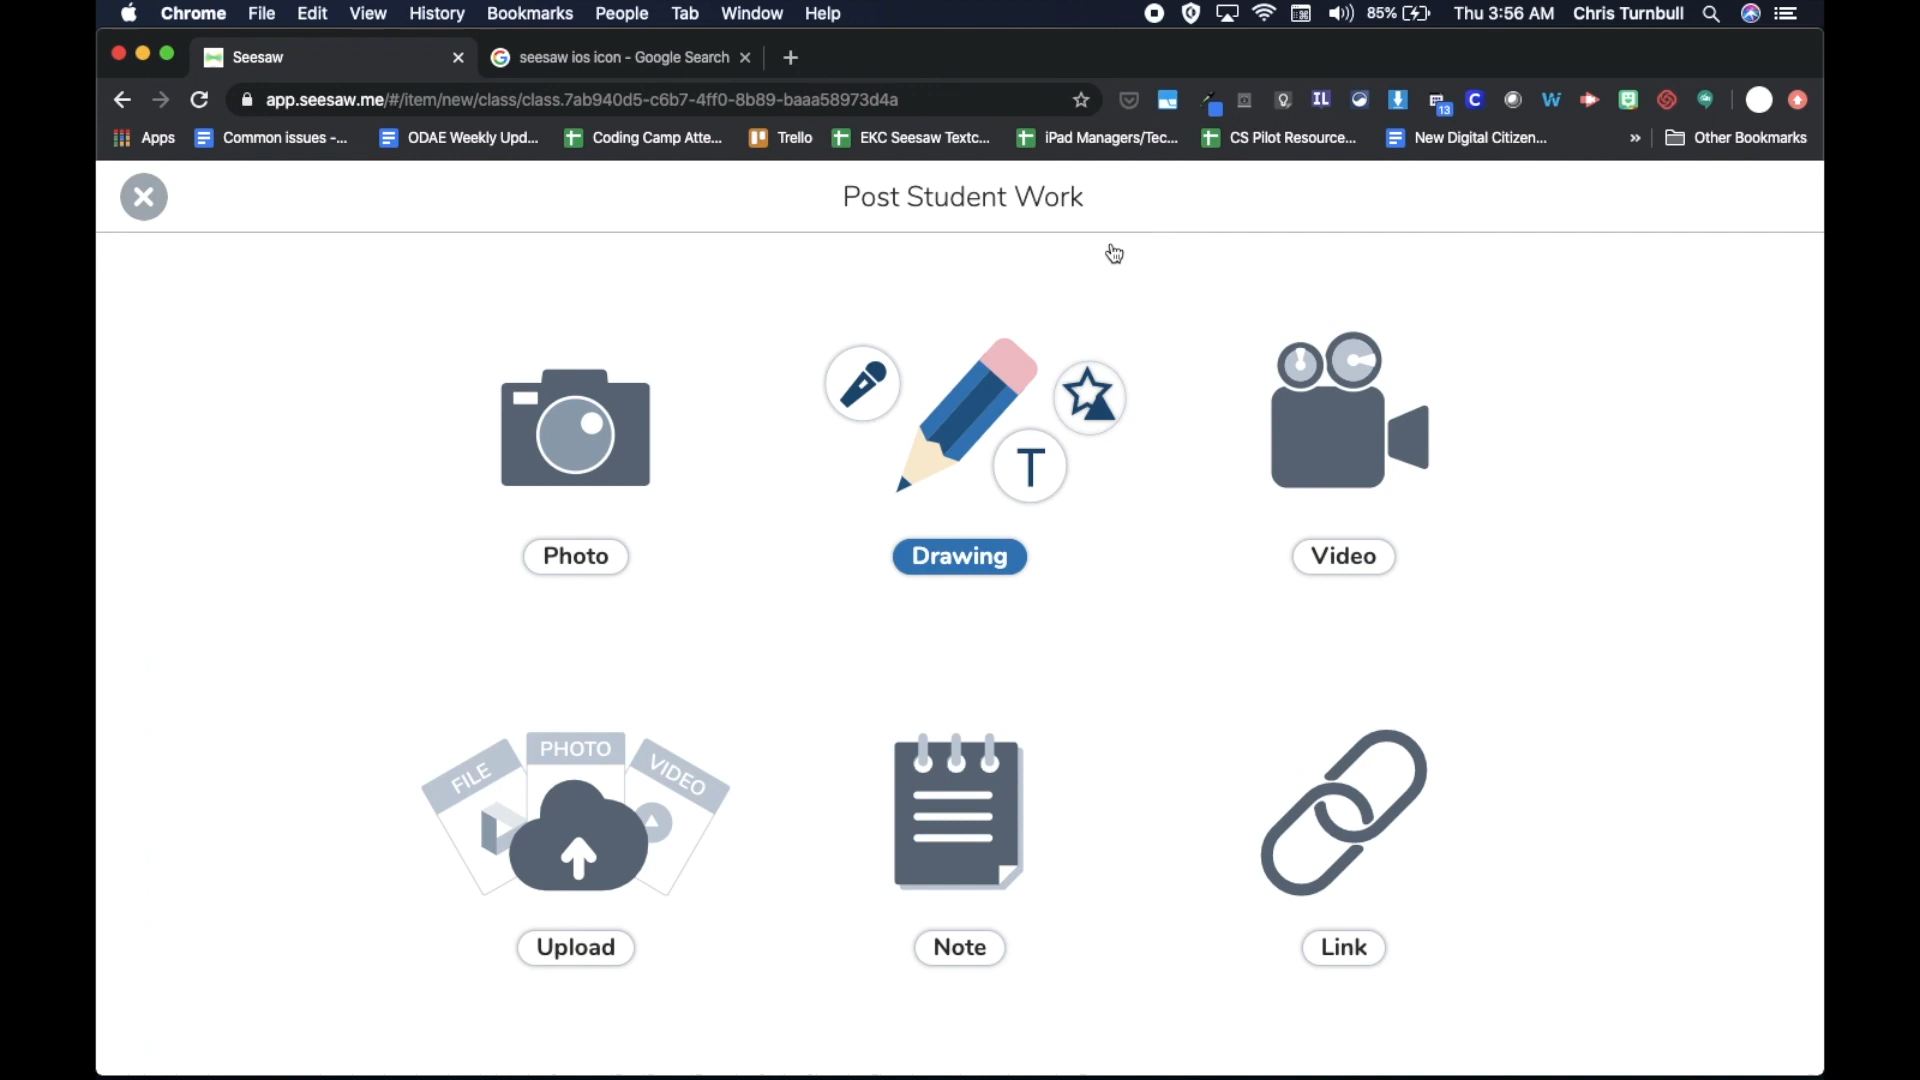 Chrome File Edit View History Bookmarks People Tab Window Help 85% Thu 3:56 AM Chris Turnbull
Seesaw seesaw ios icon - Google Search
app.seesaw.me/#/item/new/class/class.7ab940d5-c6b7-4ff0-8b89-baaa58973d4a IL 13 C W
Apps Common issues -... ODAE Weekly Upd... Coding Camp Atte... Trello EKC Seesaw Textc... iPad Managers/Tec... CS Pilot Resource... New Digital Citizen... » Other Bookmarks
Post Student Work
T
Photo Drawing Video
FILE PHOTO VIDEO
Upload Note Link